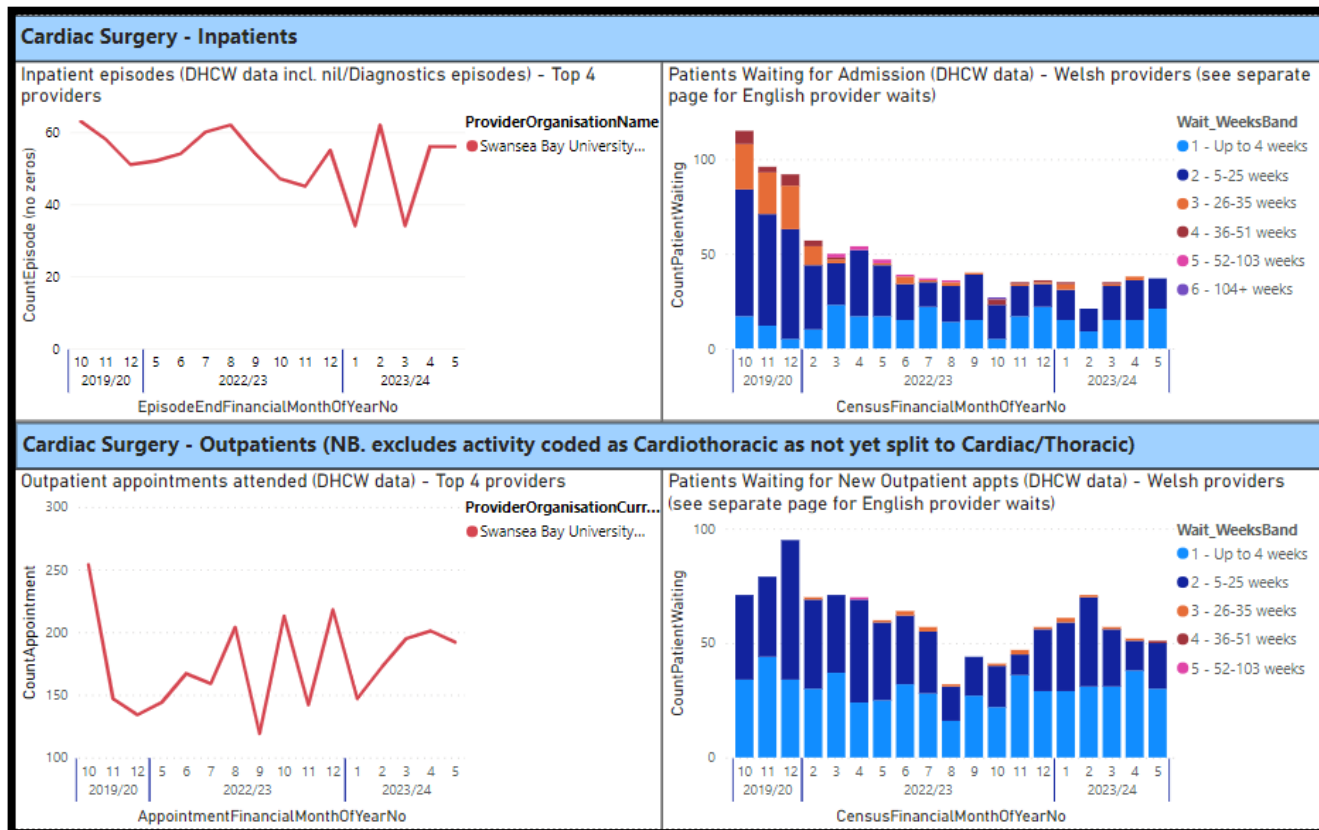 Cardiac Surgery - Inpatients
Inpatient episodes (DHCW data incl. nil/Diagnostics episodes) - Top 4
providers
ProviderOrganisationName
Swansea Bay University...
CountEpisode (no zeros)
60
40
20
0
10 11 12 5 6 7 8 9 10 11 12 1 2 3 4 5
2019/20 2022/23 2023/24
EpisodeEndFinancialMonthOfYearNo
Patients Waiting for Admission (DHCW data) - Welsh providers (see separate
page for English provider waits)
Wait_WeeksBand
1 - Up to 4 weeks
2 - 5-25 weeks
3 - 26-35 weeks
4 - 36-51 weeks
5 - 52-103 weeks
6 - 104+ weeks
CountPatientWaiting
100
50
0
10 11 12 2 3 4 5 6 7 8 9 10 11 12 1 2 3 4 5
2019/20 2022/23 2023/24
CensusFinancialMonthOfYearNo
Cardiac Surgery - Outpatients (NB. excludes activity coded as Cardiothoracic as not yet split to Cardiac/Thoracic)
Outpatient appointments attended (DHCW data) - Top 4 providers
ProviderOrganisationCurr...
Swansea Bay University...
CountAppointment
300
250
200
150
100
10 11 12 5 6 7 8 9 10 11 12 1 2 3 4 5
2019/20 2022/23 2023/24
AppointmentFinancialMonthOfYearNo
Patients Waiting for New Outpatient appts (DHCW data) - Welsh providers
(see separate page for English provider waits)
Wait_WeeksBand
1 - Up to 4 weeks
2 - 5-25 weeks
3 - 26-35 weeks
4 - 36-51 weeks
5 - 52-103 weeks
CountPatientWaiting
100
50
0
10 11 12 2 3 4 5 6 7 8 9 10 11 12 1 2 3 4 5
2019/20 2022/23 2023/24
CensusFinancialMonthOfYearNo